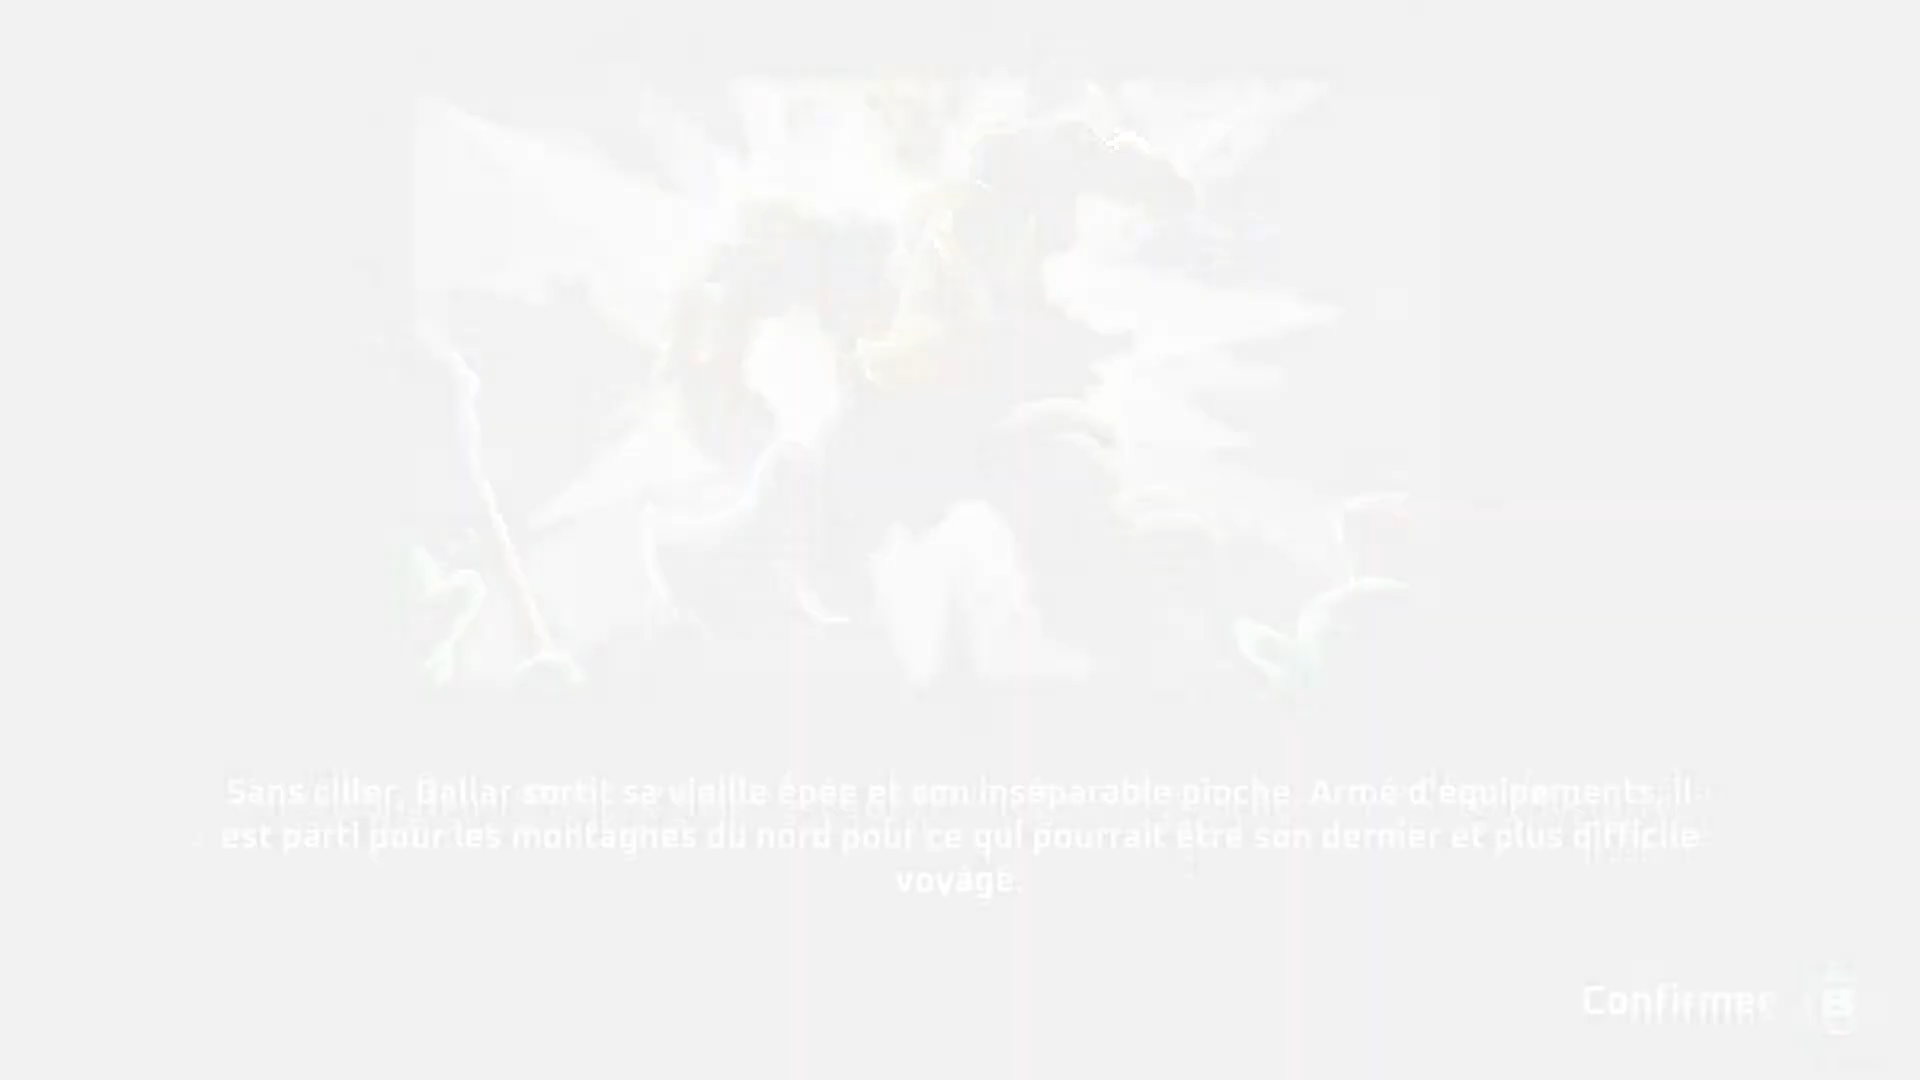 Sans ciller, Dallar sortit sa vieille épée et son inséparable pioche. Armé d'équipements, il
est parti pour les montagnes du nord pour ce qui pourrait être son dernier et plus difficile
voyage.
Confirmer B